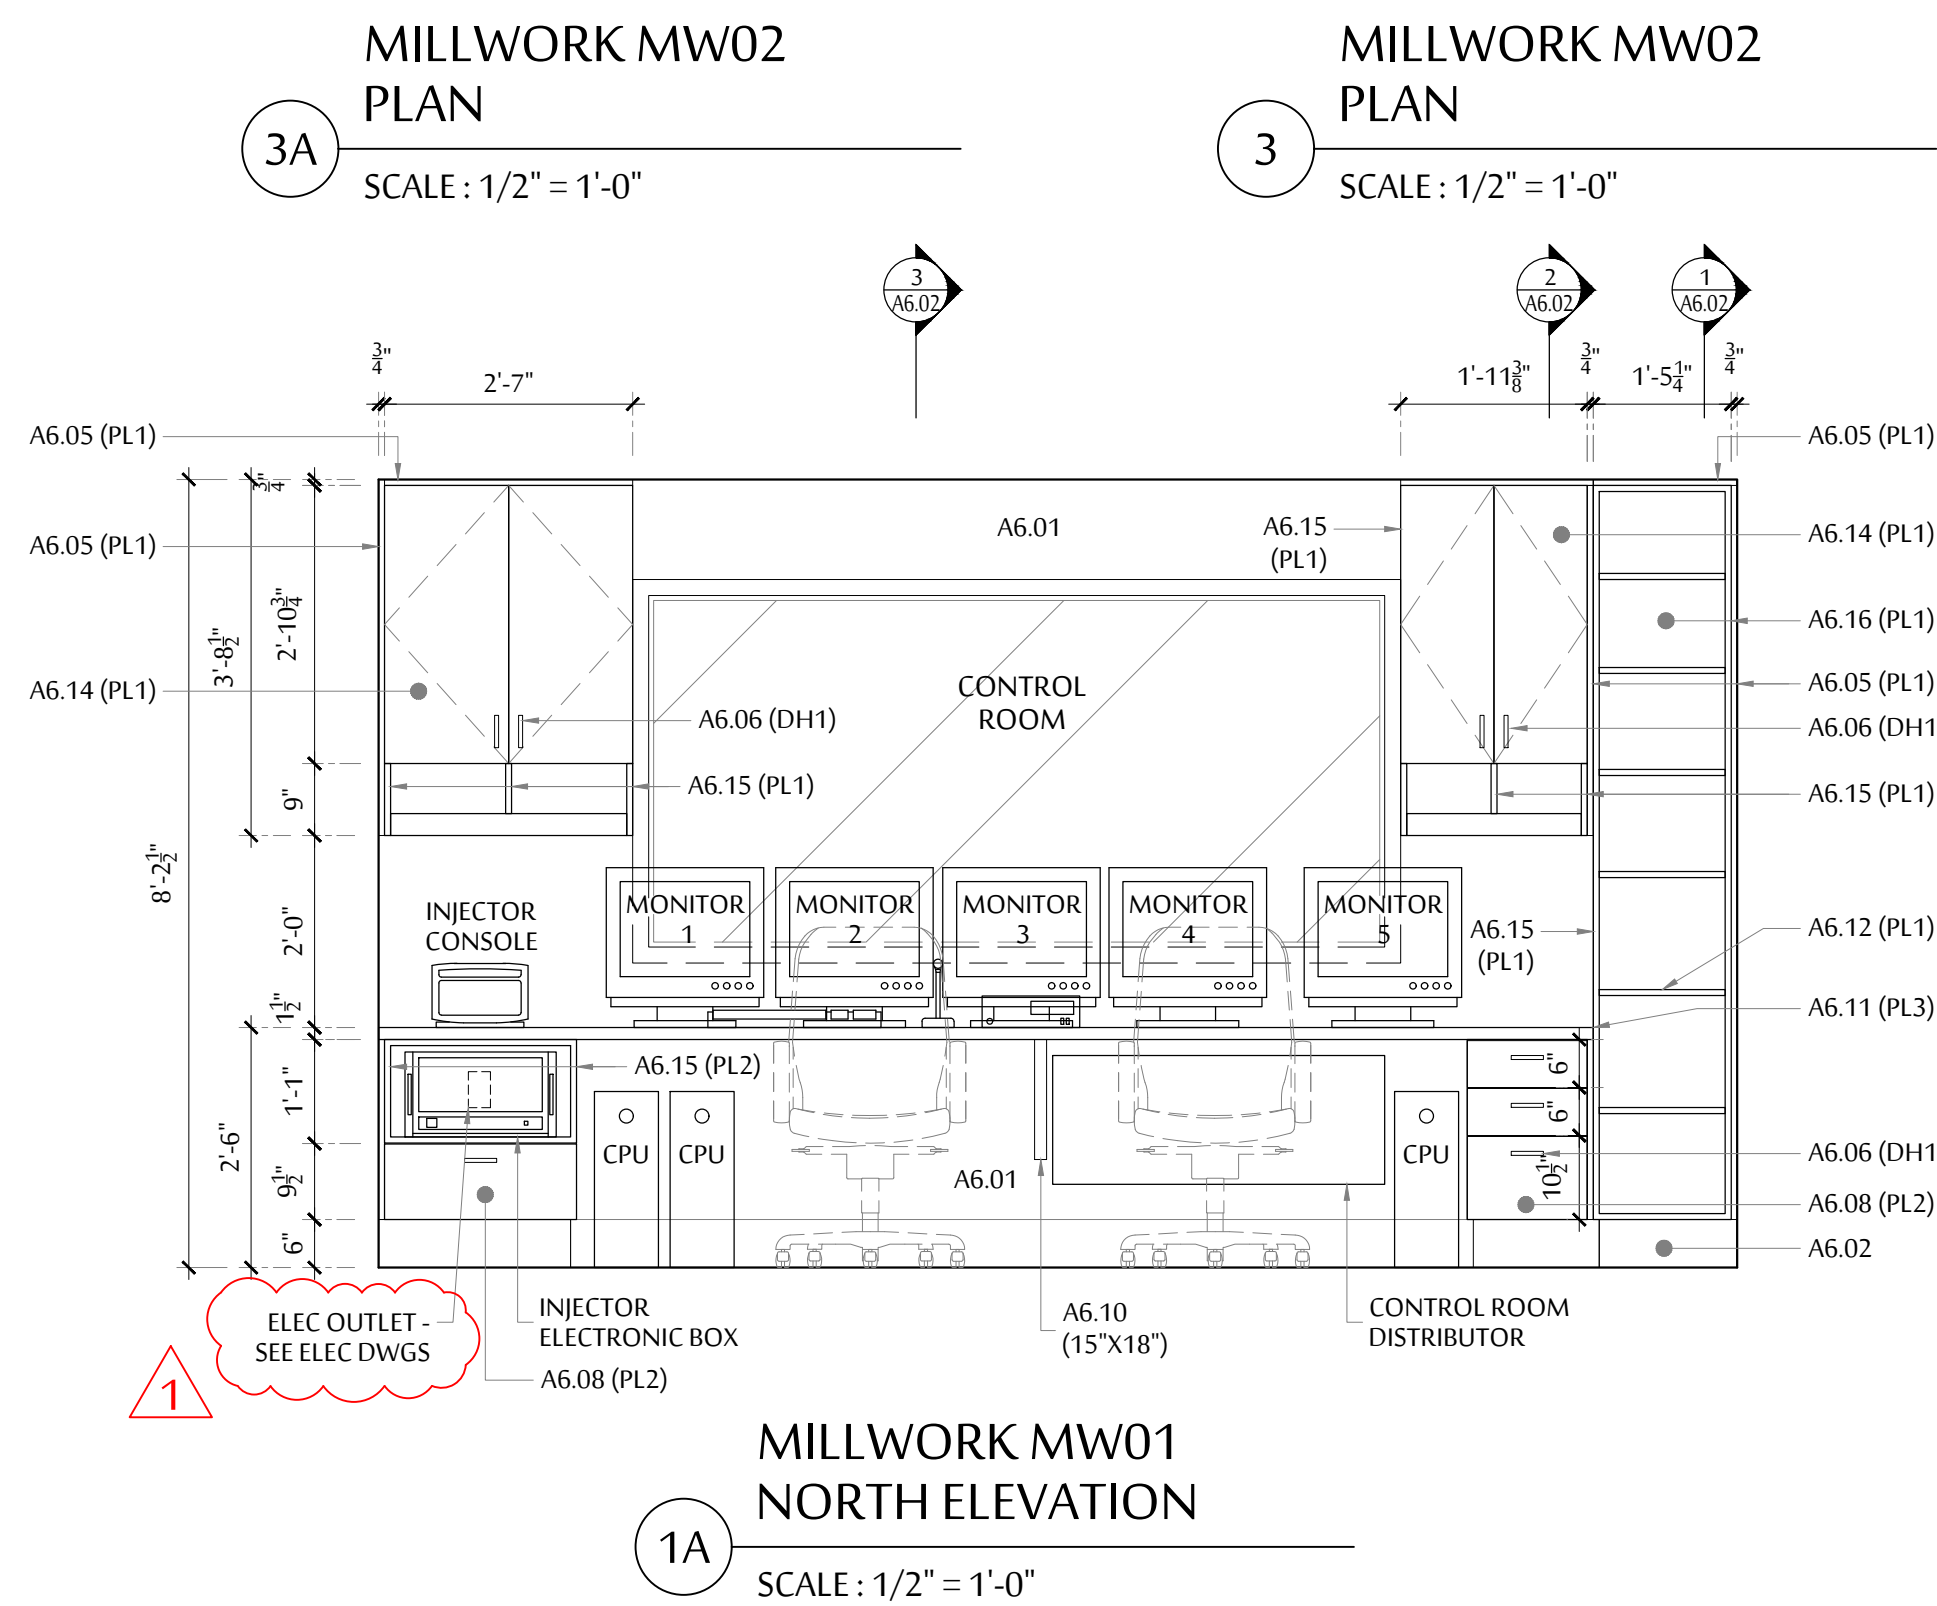 MILLWORK MW02
PLAN
3A
SCALE : 1/2" = 1'-0"
MILLWORK MW02
PLAN
3
SCALE : 1/2" = 1'-0"
3
A6.02
2
A6.02
1
A6.02
3/4"
2'-7"
1'-11 3/8"
3/4"
1'-5 1/4"
3/4"
A6.05 (PL1)
A6.05 (PL1)
A6.14 (PL1)
8'-2 1/2"
3/4"
3'-8 1/2"
2'-10 3/4"
9"
2'-0"
1 1/2"
2'-6"
1'-1"
9 1/2"
6"
A6.01
A6.15
(PL1)
CONTROL
ROOM
A6.06 (DH1)
A6.15 (PL1)
INJECTOR
CONSOLE
MONITOR
1
MONITOR
2
MONITOR
3
MONITOR
4
MONITOR
5
A6.15
(PL1)
A6.15 (PL2)
CPU
CPU
A6.01
CPU
6"
6"
10 1/2"
A6.05 (PL1)
A6.14 (PL1)
A6.16 (PL1)
A6.05 (PL1)
A6.06 (DH1
A6.15 (PL1)
A6.12 (PL1)
A6.11 (PL3)
A6.06 (DH1
A6.08 (PL2)
A6.02
ELEC OUTLET -
SEE ELEC DWGS
1
INJECTOR
ELECTRONIC BOX
A6.08 (PL2)
A6.10
(15"X18")
CONTROL ROOM
DISTRIBUTOR
MILLWORK MW01
NORTH ELEVATION
1A
SCALE : 1/2" = 1'-0"